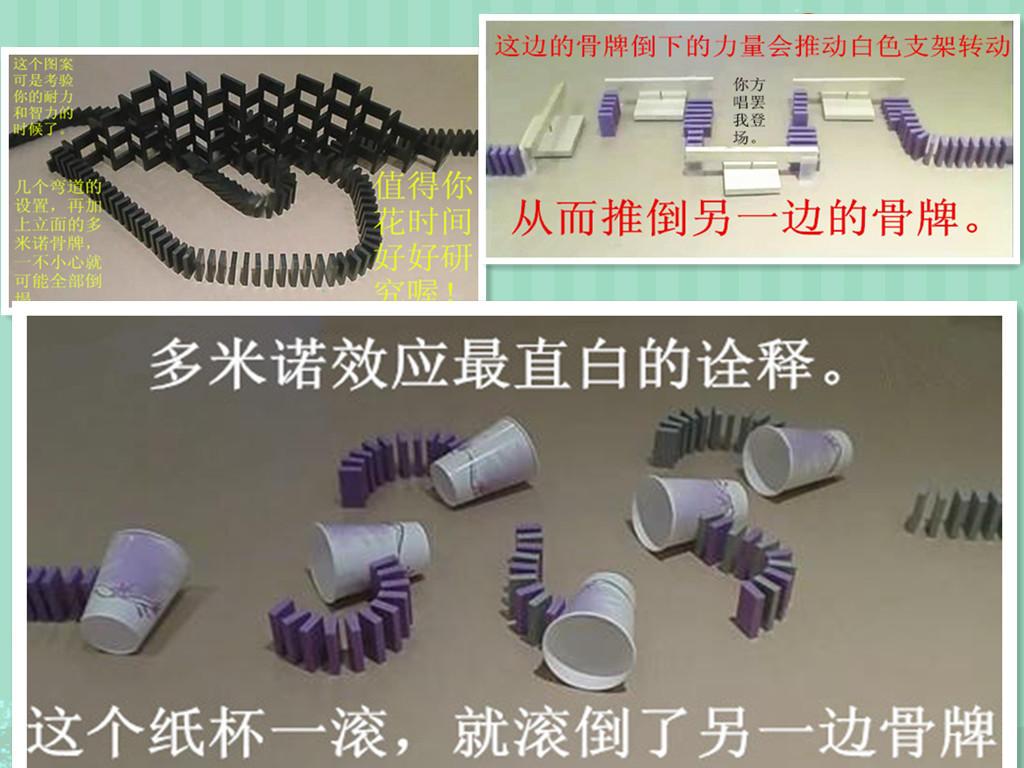 这个图案
可是考验
你的耐力
和智力的
时候了。
几个弯道的
设置，再加
上立面的多
米诺骨牌，
一不小心就
可能全部倒
塌
值得你
花时间
好好研
究喔！
这边的骨牌倒下的力量会推动白色支架转动
你方
唱罢
我登
场。
从而推倒另一边的骨牌。
多米诺效应最直白的诠释。
这个纸杯一滚，就滚倒了另一边骨牌